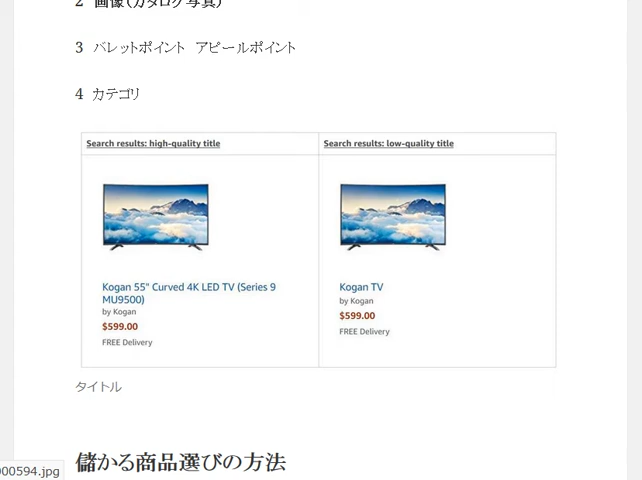 2 画像（カタログ写真）
3 バレットポイント アピールポイント
4 カテゴリ
Search results: high-quality title
Search results: low-quality title
Kogan 55" Curved 4K LED TV (Series 9
MU9500)
by Kogan
$599.00
FREE Delivery
Kogan TV
by Kogan
$599.00
FREE Delivery
タイトル
儲かる商品選びの方法
00594.jpg